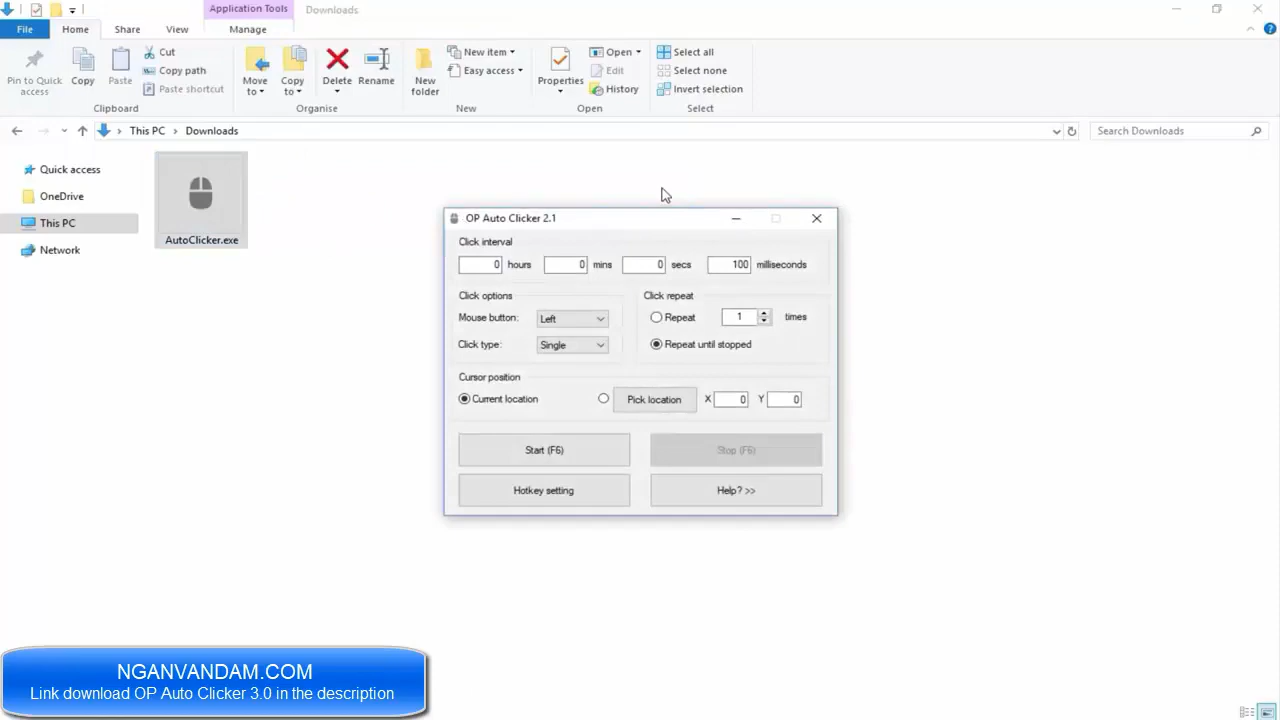 Application Tools
Downloads
File
Home
Share
View
Manage
Pin to Quick access
Copy
Paste
Cut
Copy path
Paste shortcut
Clipboard
Move to
Copy to
Delete
Rename
Organise
New folder
New item
Easy access
New
Properties
Open
Edit
History
Open
Select all
Select none
Invert selection
Select
This PC
Downloads
Search Downloads
Quick access
OneDrive
This PC
Network
AutoClicker.exe
OP Auto Clicker 2.1
Click interval
0 hours 0 mins 0 secs 100 milliseconds
Click options
Mouse button: Left
Click type: Single
Click repeat
Repeat 1 times
Repeat until stopped
Cursor position
Current location Pick location X 0 Y 0
Start (F6) Stop (F6)
Hotkey setting Help? >>
NGANVANDAM.COM
Link download OP Auto Clicker 3.0 in the description